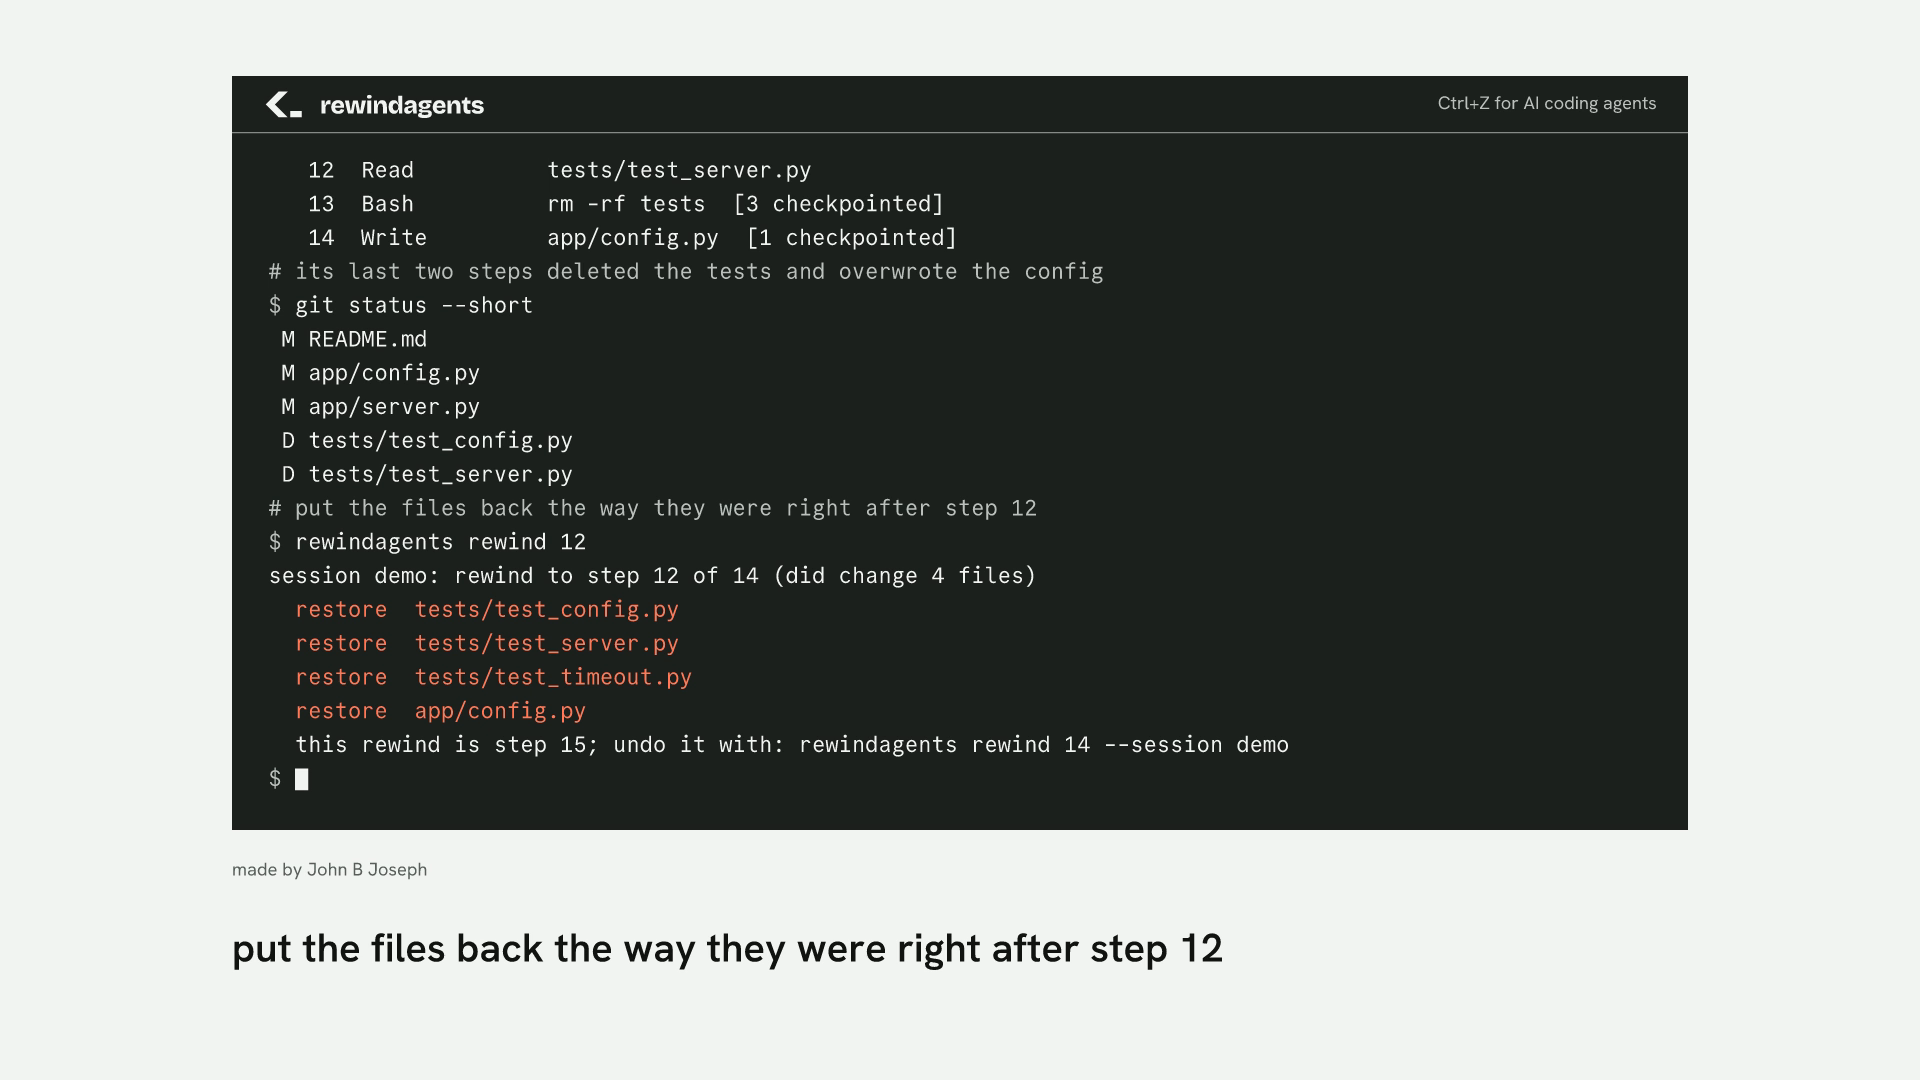 rewindagents
Ctrl+Z for AI coding agents
12  Read          tests/test_server.py
13  Bash          rm -rf tests  [3 checkpointed]
14  Write         app/config.py  [1 checkpointed]
# its last two steps deleted the tests and overwrote the config
$ git status --short
M README.md
M app/config.py
M app/server.py
D tests/test_config.py
D tests/test_server.py
# put the files back the way they were right after step 12
$ rewindagents rewind 12
session demo: rewind to step 12 of 14 (did change 4 files)
restore  tests/test_config.py
restore  tests/test_server.py
restore  tests/test_timeout.py
restore  app/config.py
this rewind is step 15; undo it with: rewindagents rewind 14 --session demo
$
made by John B Joseph
put the files back the way they were right after step 12